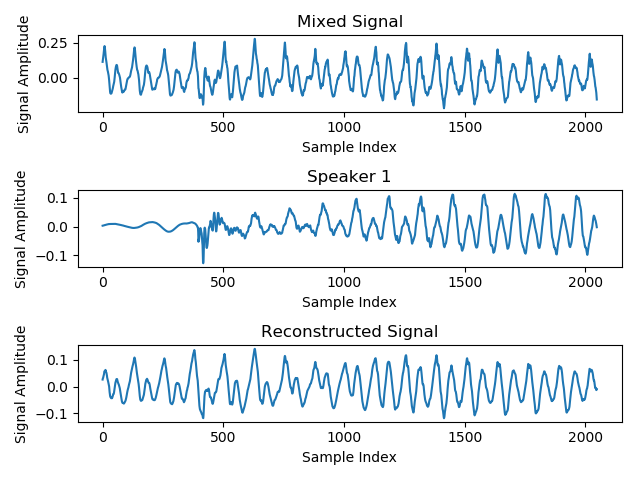 Mixed Signal
Signal Amplitude
0.25
0.00
0 500 1000 1500 2000
Sample Index
Speaker 1
Signal Amplitude
0.1
0.0
−0.1
0 500 1000 1500 2000
Sample Index
Reconstructed Signal
Signal Amplitude
0.1
0.0
−0.1
0 500 1000 1500 2000
Sample Index